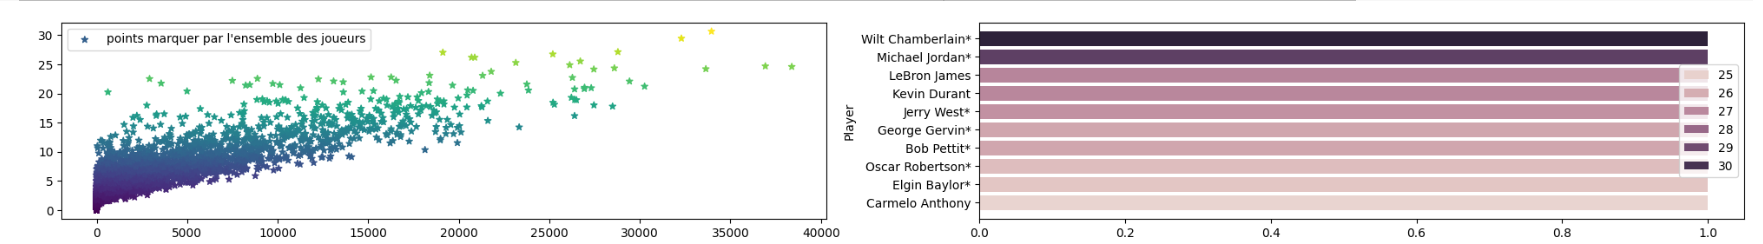 points marquer par l'ensemble des joueurs
30
25
20
15
10
5
0
0 5000 10000 15000 20000 25000 30000 35000 40000
Player
Wilt Chamberlain*
Michael Jordan*
LeBron James
Kevin Durant
Jerry West*
George Gervin*
Bob Pettit*
Oscar Robertson*
Elgin Baylor*
Carmelo Anthony
25
26
27
28
29
30
0.0 0.2 0.4 0.6 0.8 1.0